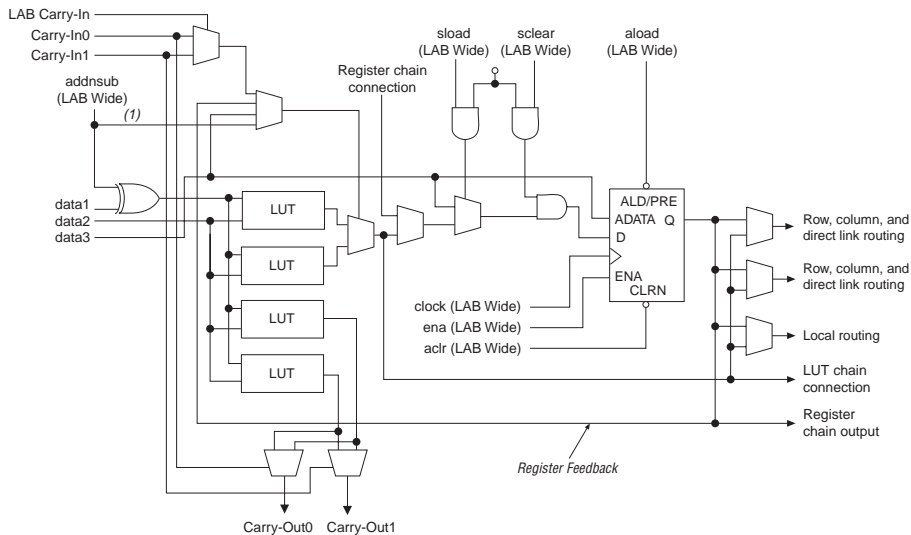 LAB Carry-In
Carry-In0
Carry-In1
addnsub
(LAB Wide)
(1)
data1
data2
data3
Register chain
connection
sload
(LAB Wide)
sclear
(LAB Wide)
aload
(LAB Wide)
LUT
LUT
LUT
LUT
ALD/PRE
ADATA Q
D
ENA
CLRN
clock (LAB Wide)
ena (LAB Wide)
aclr (LAB Wide)
Row, column, and
direct link routing
Row, column, and
direct link routing
Local routing
LUT chain
connection
Register
chain output
Register Feedback
Carry-Out0
Carry-Out1